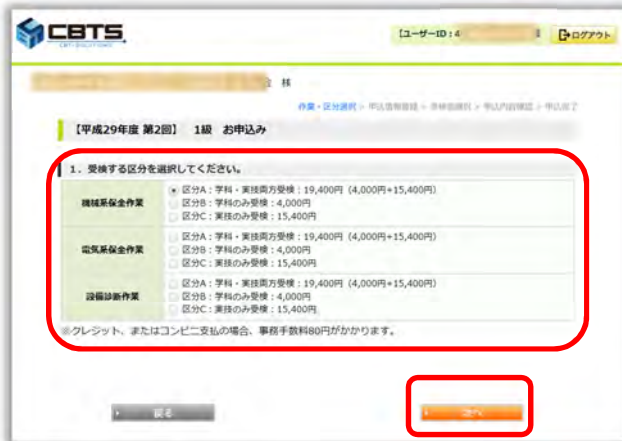 CBTS
CBT-SOLUTIONS
【ユーザーID:4
ログアウト
様
作業・区分選択 > 申込情報登録 > 受検地選択 > 申込内容確認 > 申込完了
【平成29年度 第2回】 1級 お申込み
1. 受検する区分を選択してください。
機械系保全作業
区分A:学科・実技両方受検:19,400円 (4,000円+15,400円)
区分B:学科のみ受検:4,000円
区分C:実技のみ受検:15,400円
電気系保全作業
区分A:学科・実技両方受検:19,400円 (4,000円+15,400円)
区分B:学科のみ受検:4,000円
区分C:実技のみ受検:15,400円
設備診断作業
区分A:学科・実技両方受検:19,400円 (4,000円+15,400円)
区分B:学科のみ受検:4,000円
区分C:実技のみ受検:15,400円
※クレジット、またはコンビニ支払の場合、事務手数料80円がかかります。
戻る
次へ